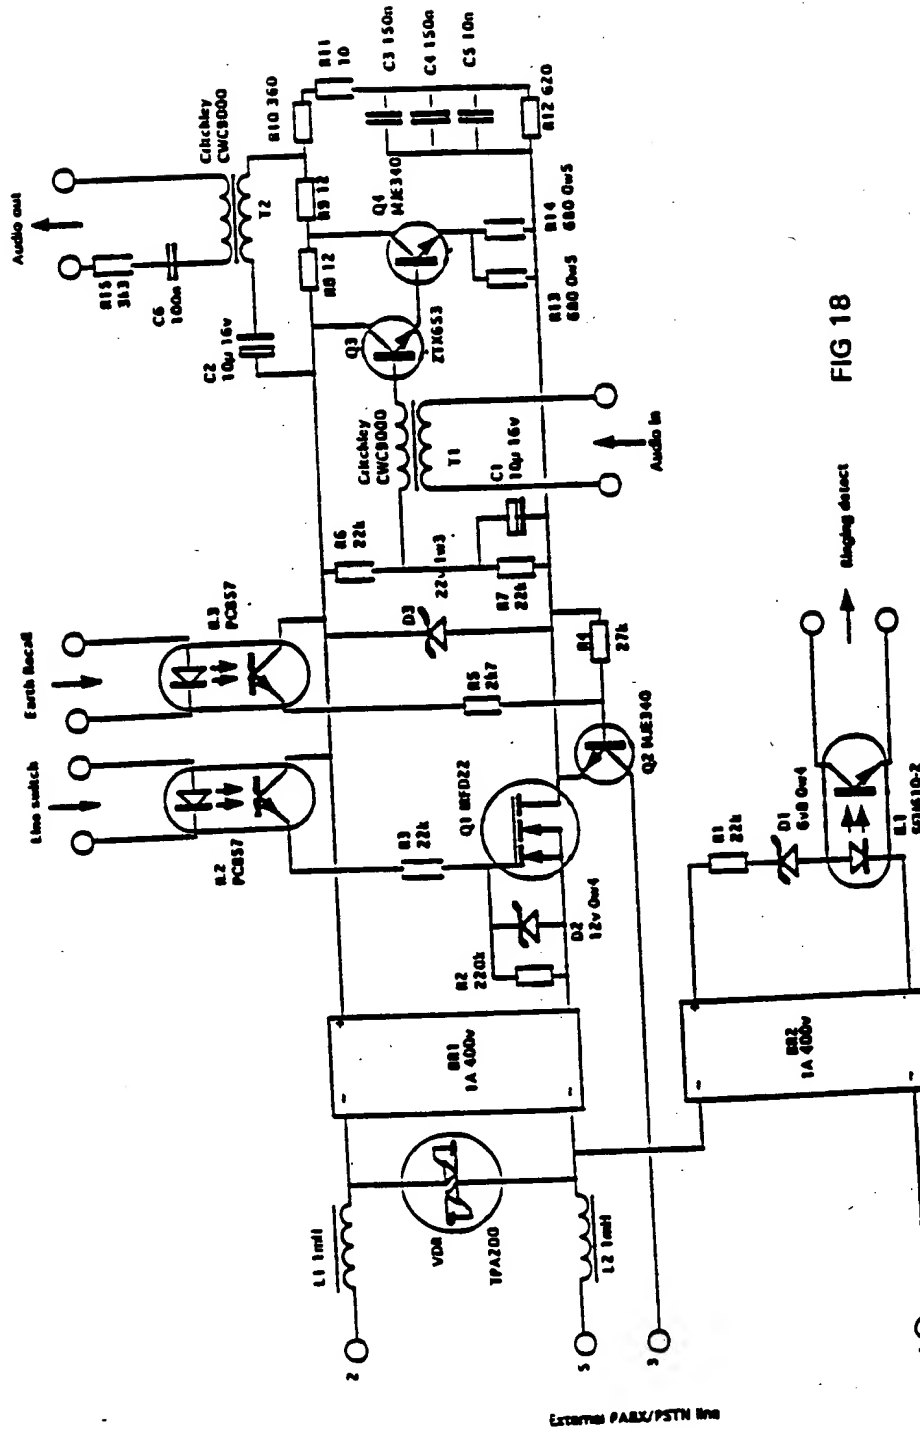 Audio out
R15
3k3
C6
100n
Critchley
CWC9000
T2
C2
10µ 16v
R10 360
R11
10
C3 150n
C4 150n
C5 10n
R12 620
R9 12
R8 12
Q4
MJE340
Q3
ZTX653
R14
680 0w5
R13
680 0w5
Critchley
CWC9000
T1
C1
10µ 16v
Audio in
R6
22k
R7
22k
22v 1w3
D3
Earth Recall
IL3
PC857
Line switch
IL2
PC857
R5
2k7
R4
27k
Q2 MJE340
R3
22k
Q1
R2
220k
D2
12v 0w4
BR1
1A 400v
+
-
~
~
VDR
TPA200
L1 1mH
L2 1mH
2
5
3
External PABX/PSTN line
BR2
1A 400v
+
~
~
R1
22k
D1
6v8 0w4
IL1
Ringing detect
FIG 18